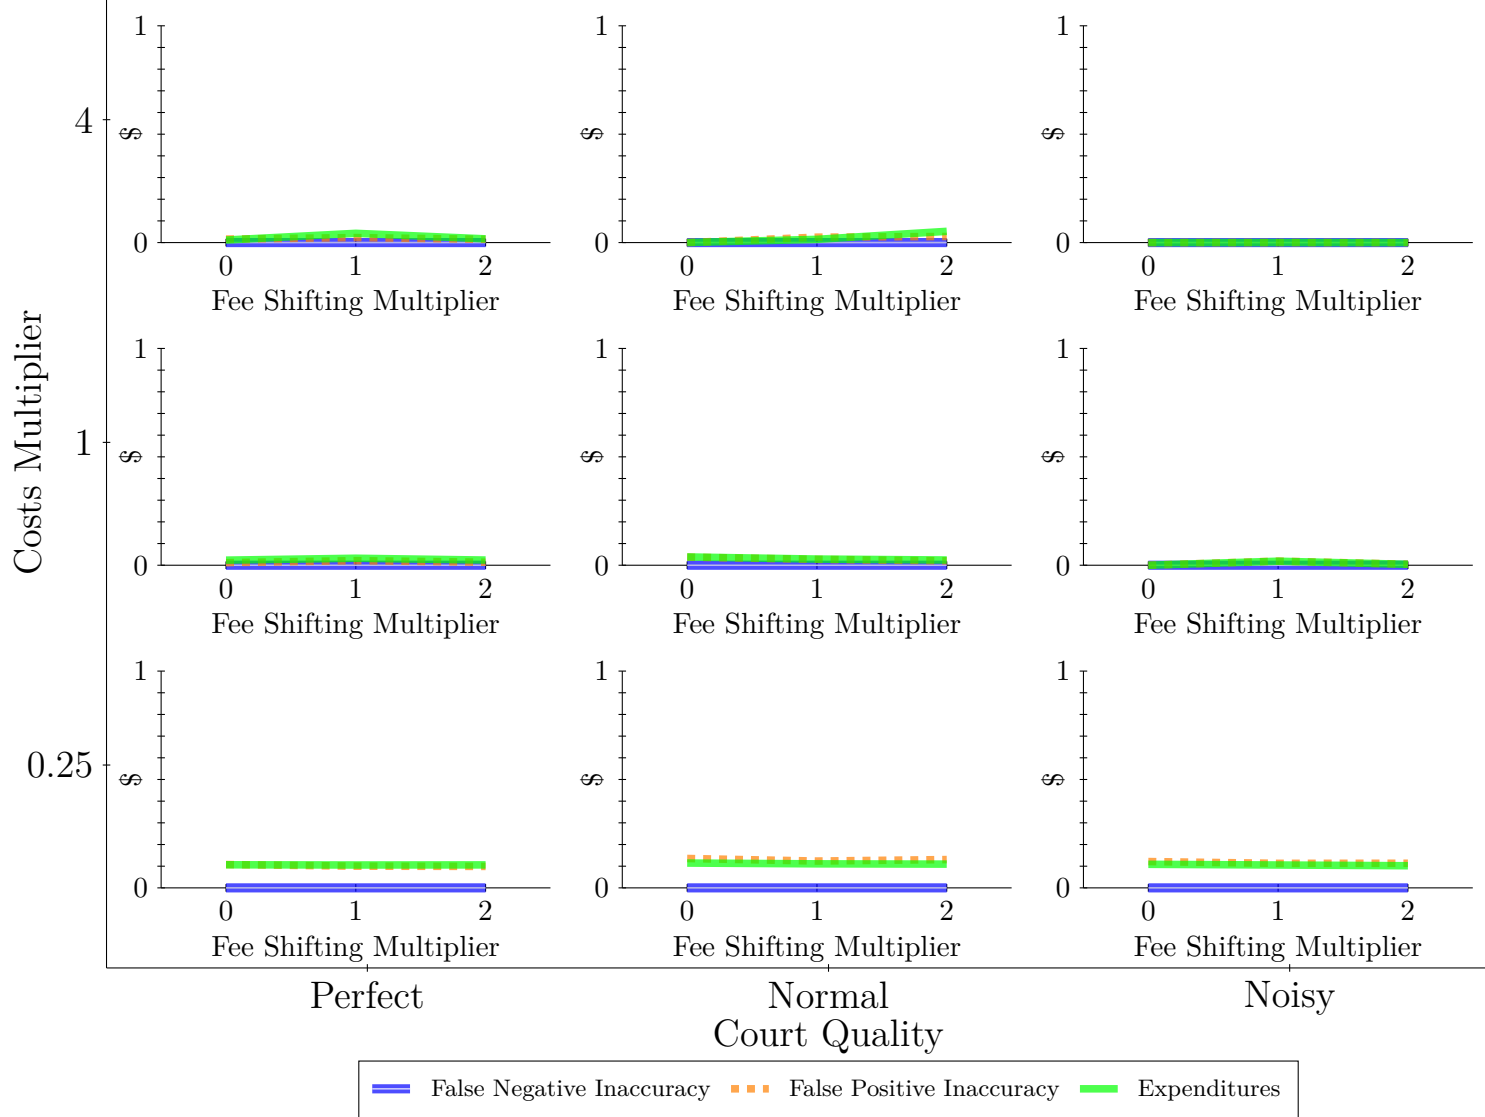 Costs Multiplier
4
1
0.25
1
$
0
0 1 2
Fee Shifting Multiplier
1
$
0
0 1 2
Fee Shifting Multiplier
1
$
0
0 1 2
Fee Shifting Multiplier
1
$
0
0 1 2
Fee Shifting Multiplier
1
$
0
0 1 2
Fee Shifting Multiplier
1
$
0
0 1 2
Fee Shifting Multiplier
1
$
0
0 1 2
Fee Shifting Multiplier
1
$
0
0 1 2
Fee Shifting Multiplier
1
$
0
0 1 2
Fee Shifting Multiplier
Perfect Normal Noisy
Court Quality
False Negative Inaccuracy False Positive Inaccuracy Expenditures